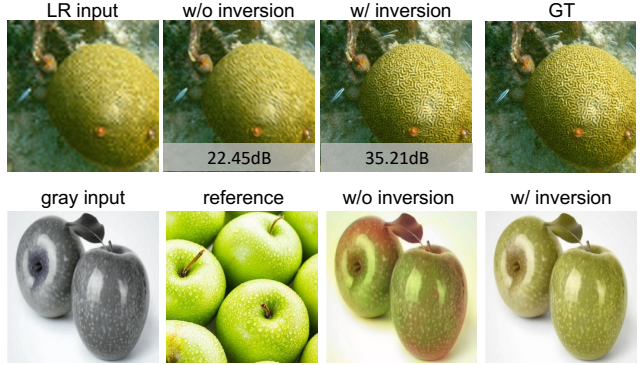 LR input w/o inversion w/ inversion GT
22.45dB 35.21dB
gray input reference w/o inversion w/ inversion